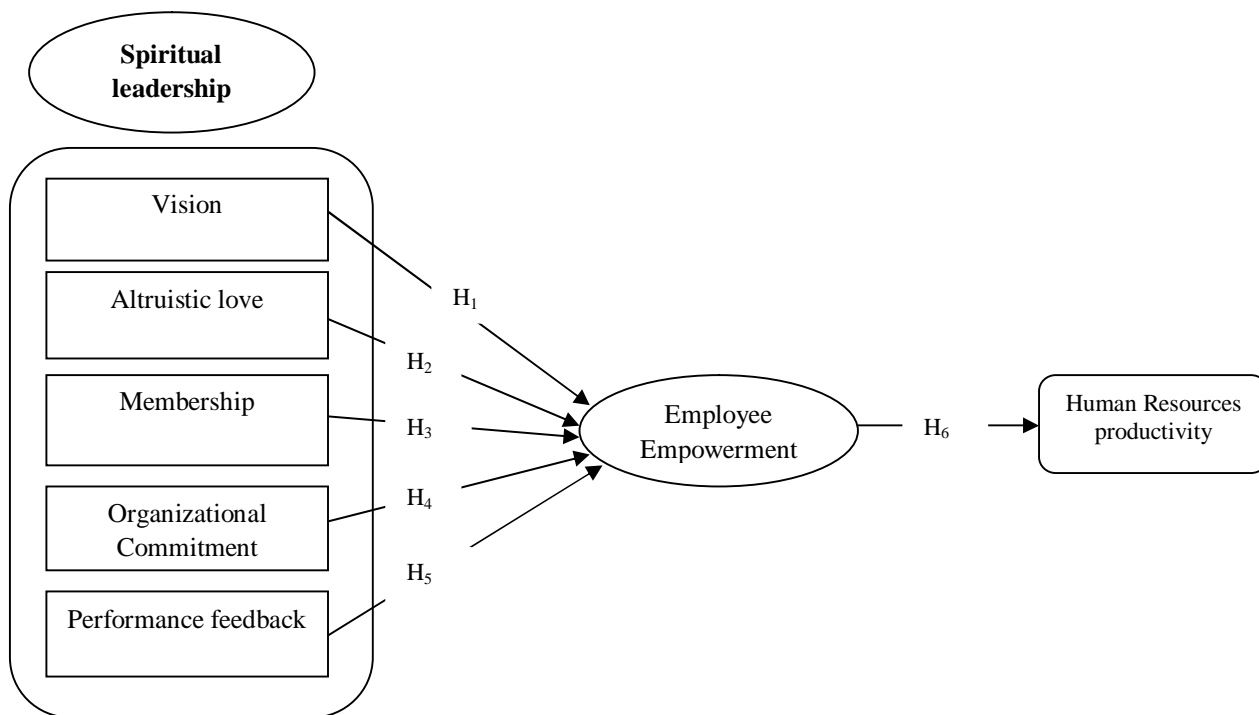 Spiritual
leadership
Vision
Altruistic love
Membership
Organizational
Commitment
Performance feedback
H1
H2
H3
H4
H5
Employee
Empowerment
H6
Human Resources
productivity